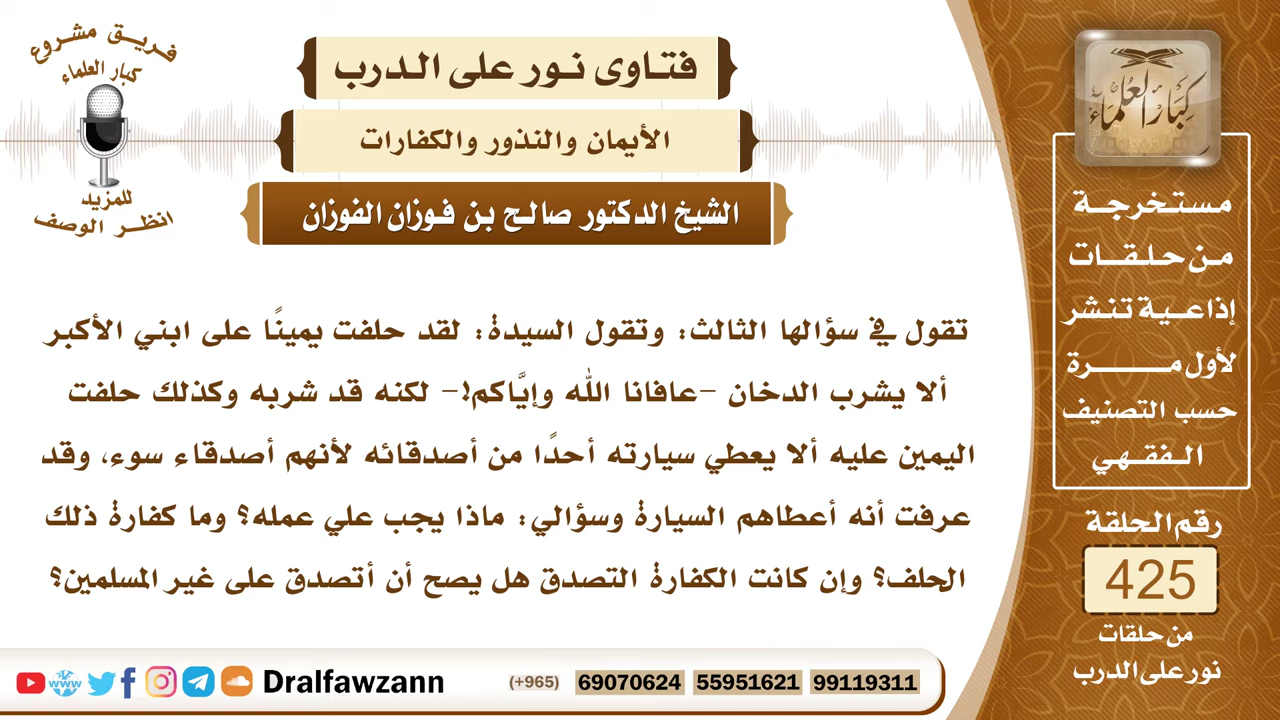 فريق مشروع
كبار العلماء
للمزيد
انظر الوصف
فتاوى نور على الدرب
الأيمان والنذور والكفارات
الشيخ الدكتور صالح بن فوزان الفوزان
تقول في سؤالها الثالث: وتقول السيدة: لقد حلفت يمينًا على ابني الأكبر
ألا يشرب الدخان -عافانا الله وإيَّاكم!- لكنه قد شربه وكذلك حلفت
اليمين عليه ألا يعطي سيارته أحدًا من أصدقائه لأنهم أصدقاء سوء، وقد
عرفت أنه أعطاهم السيارة وسؤالي: ماذا يجب علي عمله؟ وما كفارة ذلك
الحلف؟ وإن كانت الكفارة التصدق هل يصح أن أتصدق على غير المسلمين؟
كِبَارُ العُلَمَاءِ
مستخرجة
من حلقات
إذاعية تنشر
لأول مرة
حسب التصنيف
الفقهي
رقم الحلقة
425
من حلقات
نور على الدرب
www Dralfawzann (+965) 69070624 55951621 99119311